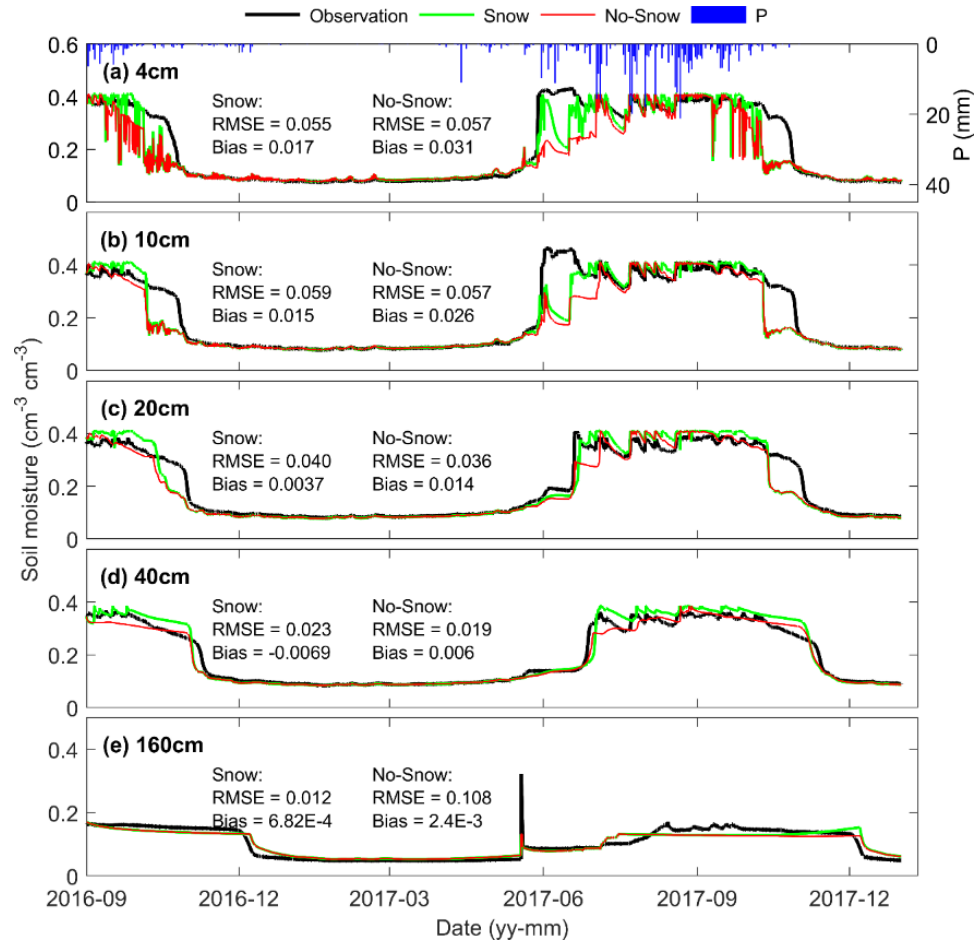 Observation Snow No-Snow P
0.6
0.4
0.2
0
0
20
40
P (mm)
(a) 4cm
Snow: No-Snow:
RMSE = 0.055 RMSE = 0.057
Bias = 0.017 Bias = 0.031
0.4
0.2
0
(b) 10cm
Snow: No-Snow:
RMSE = 0.059 RMSE = 0.057
Bias = 0.015 Bias = 0.026
Soil moisture (cm⁻³ cm⁻³)
0.4
0.2
0
(c) 20cm
Snow: No-Snow:
RMSE = 0.040 RMSE = 0.036
Bias = 0.0037 Bias = 0.014
0.4
0.2
0
(d) 40cm
Snow: No-Snow:
RMSE = 0.023 RMSE = 0.019
Bias = -0.0069 Bias = 0.006
0.4
0.2
0
(e) 160cm
Snow: No-Snow:
RMSE = 0.012 RMSE = 0.108
Bias = 6.82E-4 Bias = 2.4E-3
2016-09 2016-12 2017-03 2017-06 2017-09 2017-12
Date (yy-mm)